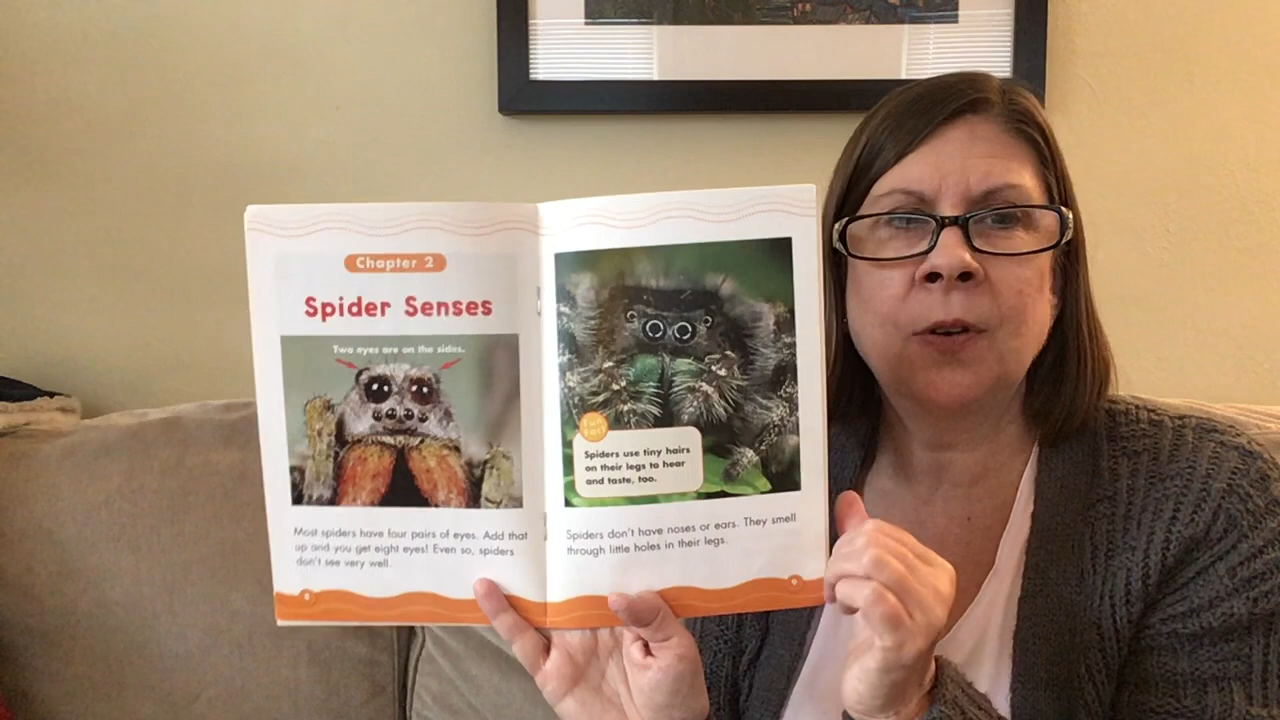 Chapter 2
Spider Senses
Two eyes are on the sides.
Most spiders have four pairs of eyes. Add that
up and you get eight eyes! Even so, spiders
don't see very well.
8
Fun
Fact
Spiders use tiny hairs
on their legs to hear
and taste, too.
Spiders don't have noses or ears. They smell
through little holes in their legs.
9